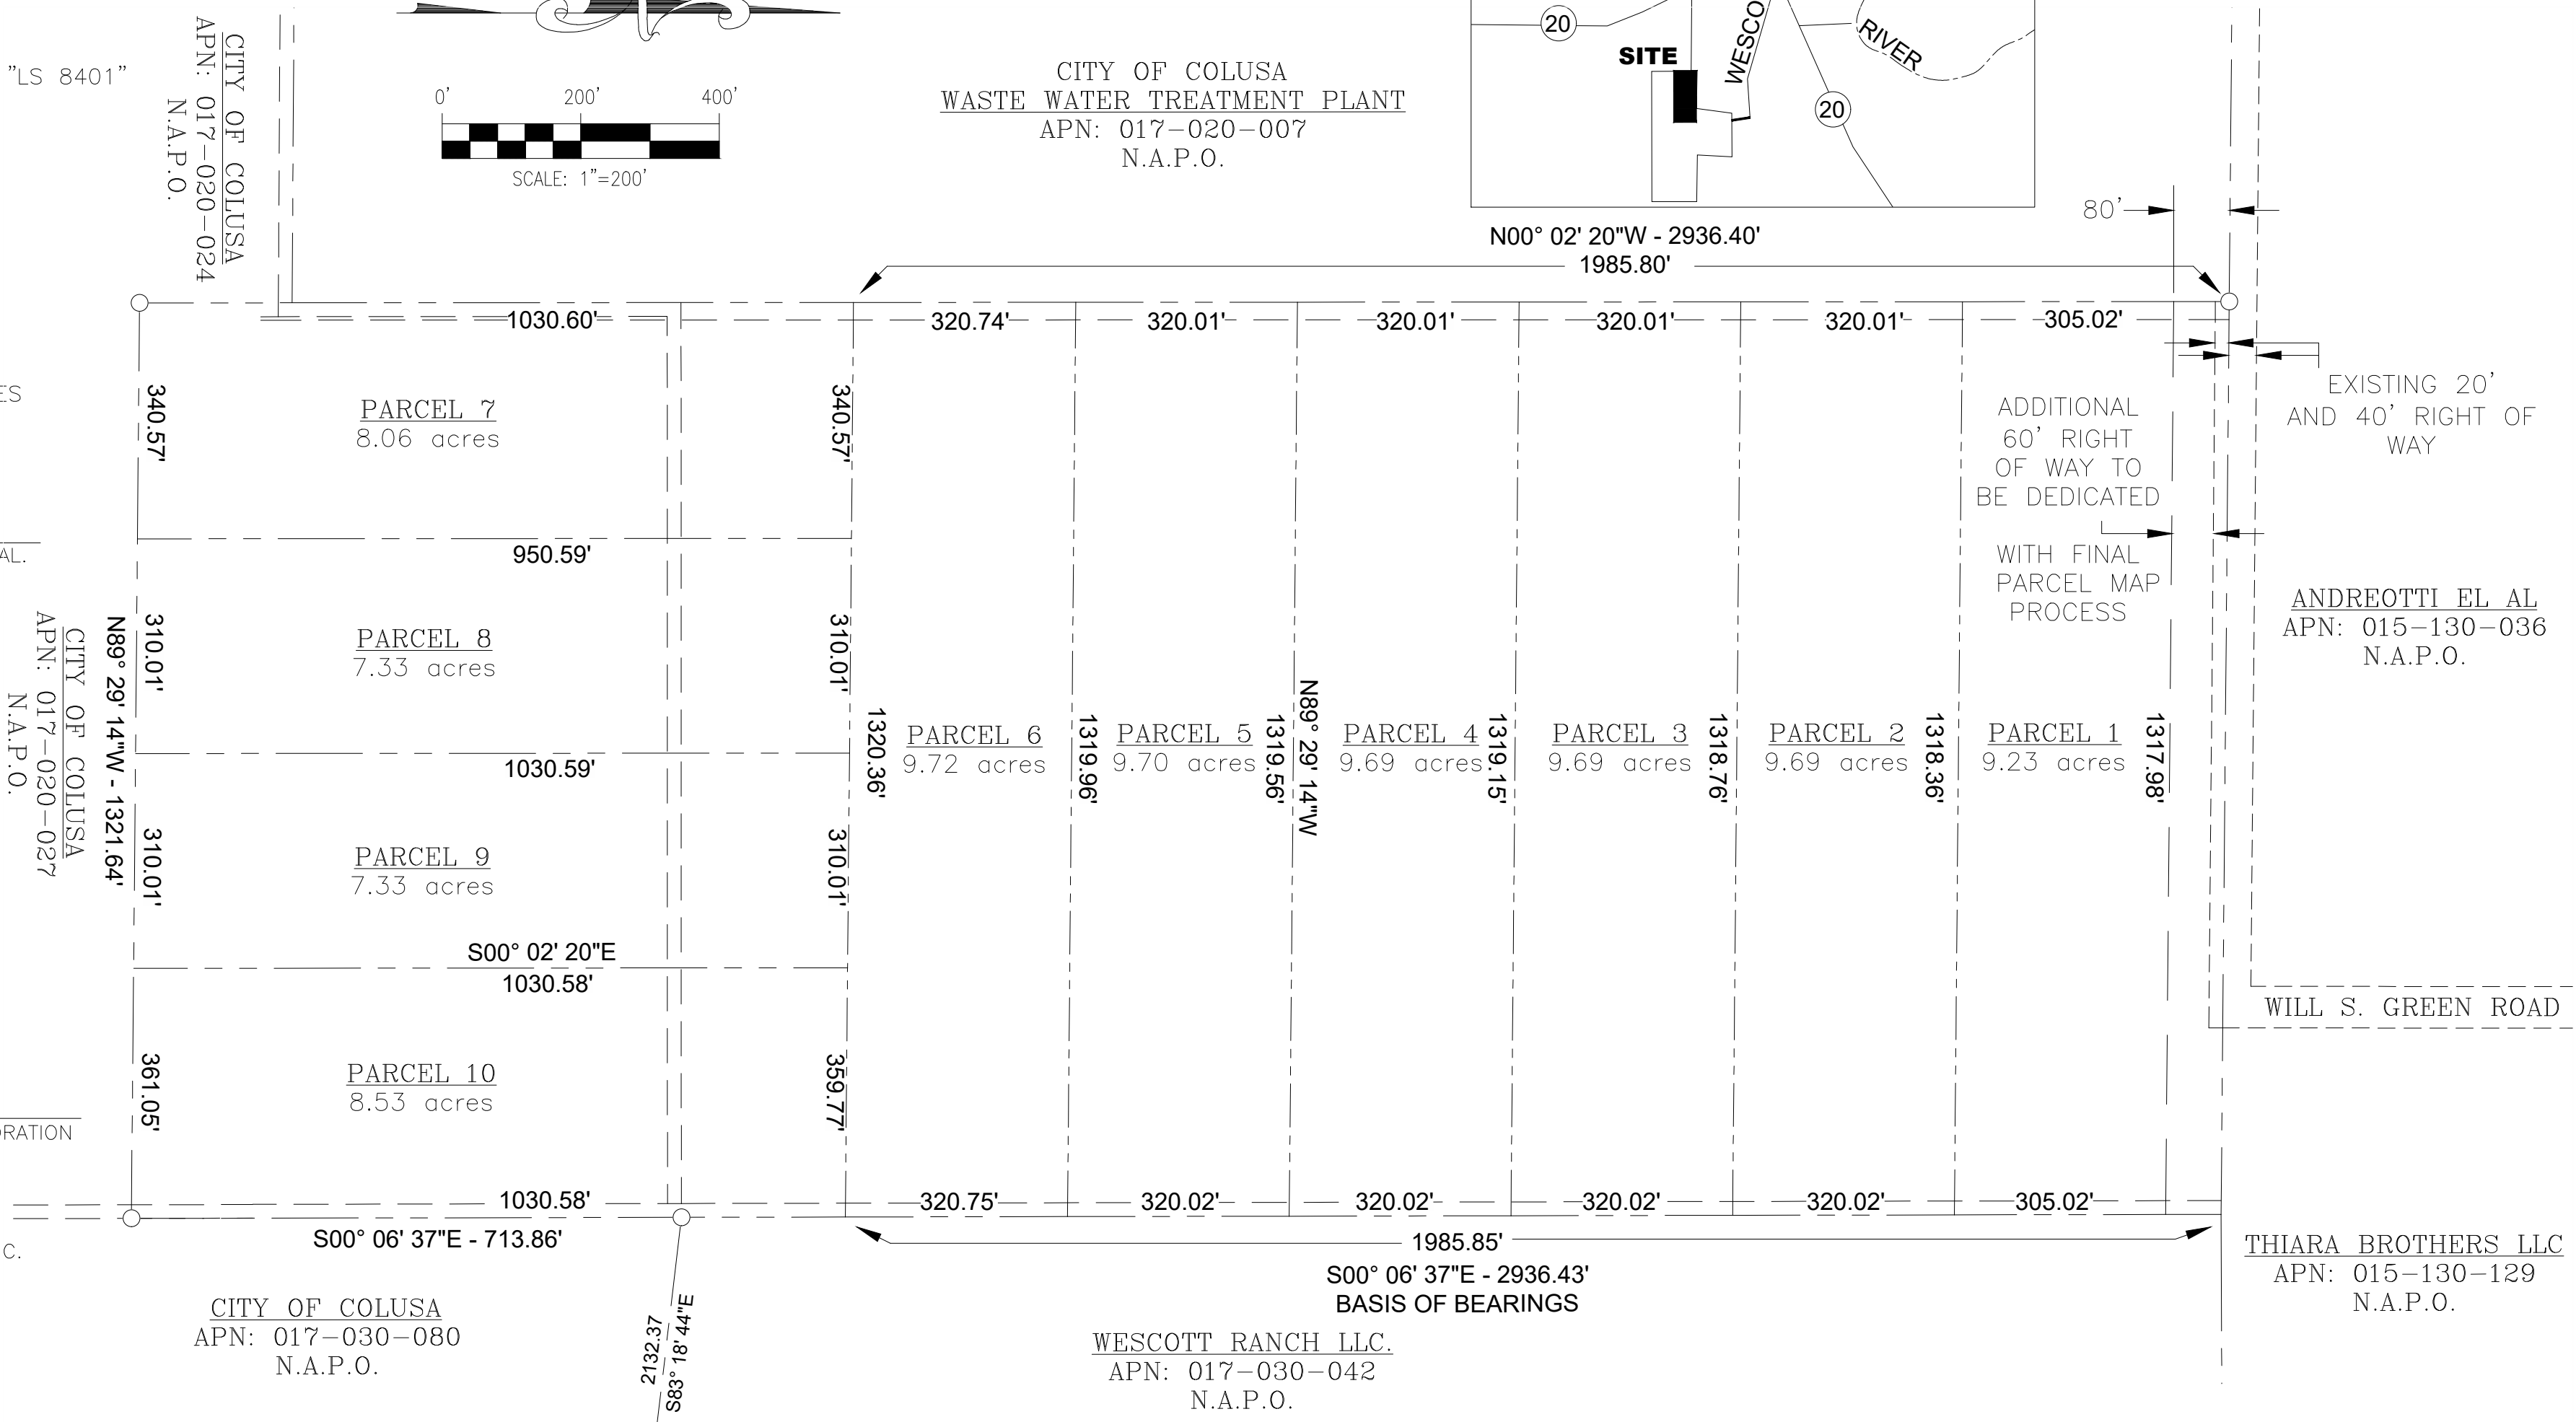 "LS 8401"
CITY OF COLUSA
APN: 017-020-024
N.A.P.O.
0' 200' 400'
SCALE: 1"=200'
CITY OF COLUSA
WASTE WATER TREATMENT PLANT
APN: 017-020-007
N.A.P.O.
20
SITE
WESCO
RIVER
20
80'
N00° 02' 20"W - 2936.40'
1985.80'
1030.60'
320.74'
320.01'
320.01'
320.01'
320.01'
305.02'
ES
340.57'
PARCEL 7
8.06 acres
340.57'
ADDITIONAL
60' RIGHT
OF WAY TO
BE DEDICATED
WITH FINAL
PARCEL MAP
PROCESS
EXISTING 20'
AND 40' RIGHT OF
WAY
AL.
950.59'
CITY OF COLUSA
APN: 017-020-027
N.A.P.O.
N89° 29' 14"W - 1321.64'
310.01'
PARCEL 8
7.33 acres
310.01'
1030.59'
ANDREOTTI EL AL
APN: 015-130-036
N.A.P.O.
1320.36'
PARCEL 6
9.72 acres
1319.96'
PARCEL 5
9.70 acres
1319.56'
N89° 29' 14"W
PARCEL 4
9.69 acres
1319.15'
PARCEL 3
9.69 acres
1318.76'
PARCEL 2
9.69 acres
1318.36'
PARCEL 1
9.23 acres
1317.98'
310.01'
PARCEL 9
7.33 acres
310.01'
S00° 02' 20"E
1030.58'
WILL S. GREEN ROAD
361.05'
PARCEL 10
8.53 acres
359.77'
ORATION
1030.58'
320.75'
320.02'
320.02'
320.02'
320.02'
305.02'
C.
S00° 06' 37"E - 713.86'
1985.85'
S00° 06' 37"E - 2936.43'
BASIS OF BEARINGS
THIARA BROTHERS LLC
APN: 015-130-129
N.A.P.O.
CITY OF COLUSA
APN: 017-030-080
N.A.P.O.
2132.37
S83° 18' 44"E
WESCOTT RANCH LLC.
APN: 017-030-042
N.A.P.O.